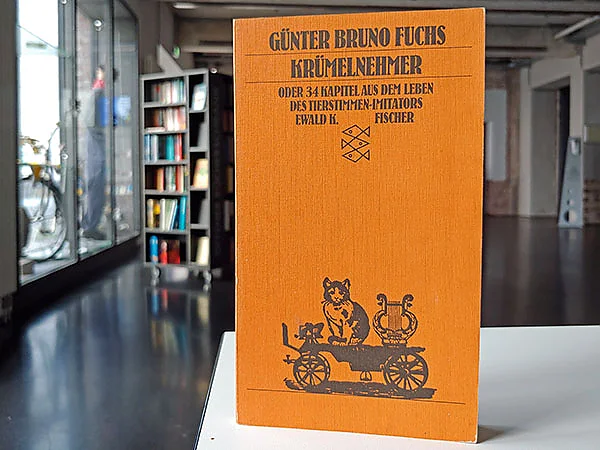 GÜNTER BRUNO FUCHS
KRÜMELNEHMER
ODER 34 KAPITEL AUS DEM LEBEN
DES TIERSTIMMEN-IMITATORS
EWALD K. FISCHER